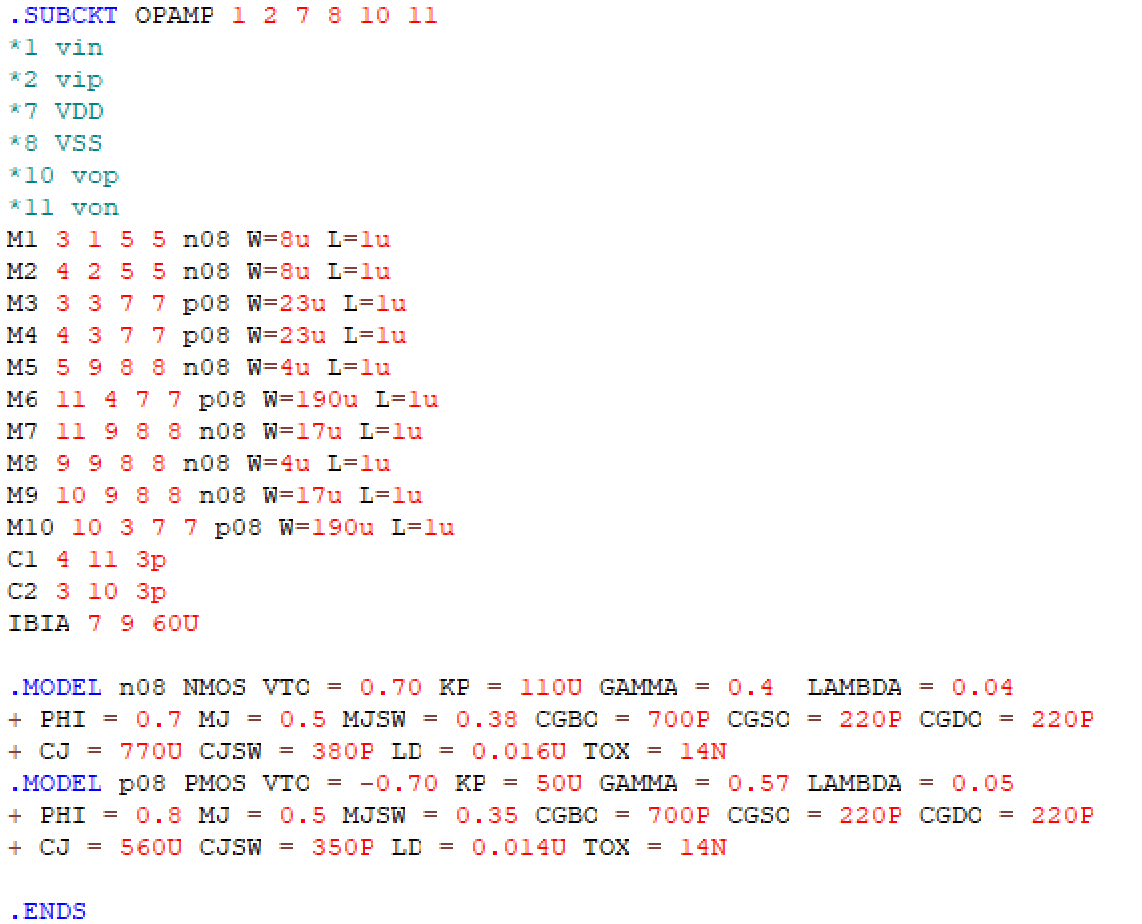 .SUBCKT OPAMP 1 2 7 8 10 11
*1 vin
*2 vip
*7 VDD
*8 VSS
*10 vop
*11 von
M1 3 1 5 5 n08 W=8u L=1u
M2 4 2 5 5 n08 W=8u L=1u
M3 3 3 7 7 p08 W=23u L=1u
M4 4 3 7 7 p08 W=23u L=1u
M5 5 9 8 8 n08 W=4u L=1u
M6 11 4 7 7 p08 W=190u L=1u
M7 11 9 8 8 n08 W=17u L=1u
M8 9 9 8 8 n08 W=4u L=1u
M9 10 9 8 8 n08 W=17u L=1u
M10 10 3 7 7 p08 W=190u L=1u
C1 4 11 3p
C2 3 10 3p
IBIA 7 9 60U
.MODEL n08 NMOS VTO = 0.70 KP = 110U GAMMA = 0.4 LAMBDA = 0.04
+ PHI = 0.7 MJ = 0.5 MJSW = 0.38 CGBO = 700P CGSO = 220P CGDO = 220P
+ CJ = 770U CJSW = 380P LD = 0.016U TOX = 14N
.MODEL p08 PMOS VTO = -0.70 KP = 50U GAMMA = 0.57 LAMBDA = 0.05
+ PHI = 0.8 MJ = 0.5 MJSW = 0.35 CGBO = 700P CGSO = 220P CGDO = 220P
+ CJ = 560U CJSW = 350P LD = 0.014U TOX = 14N
.ENDS